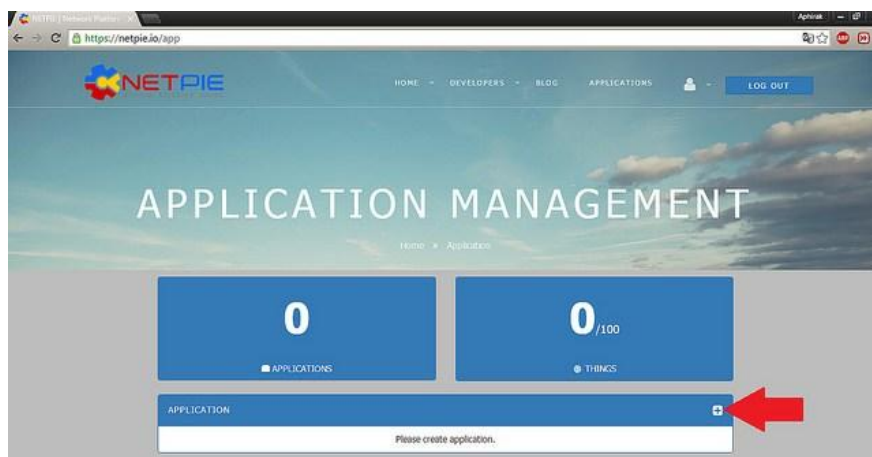 NETPIE | Network Platform
Aphirak
https://netpie.io/app
NETPIE
HOME DEVELOPERS BLOG APPLICATIONS LOG OUT
APPLICATION MANAGEMENT
Home Application
0
APPLICATIONS
0/100
THINGS
APPLICATION
Please create application.